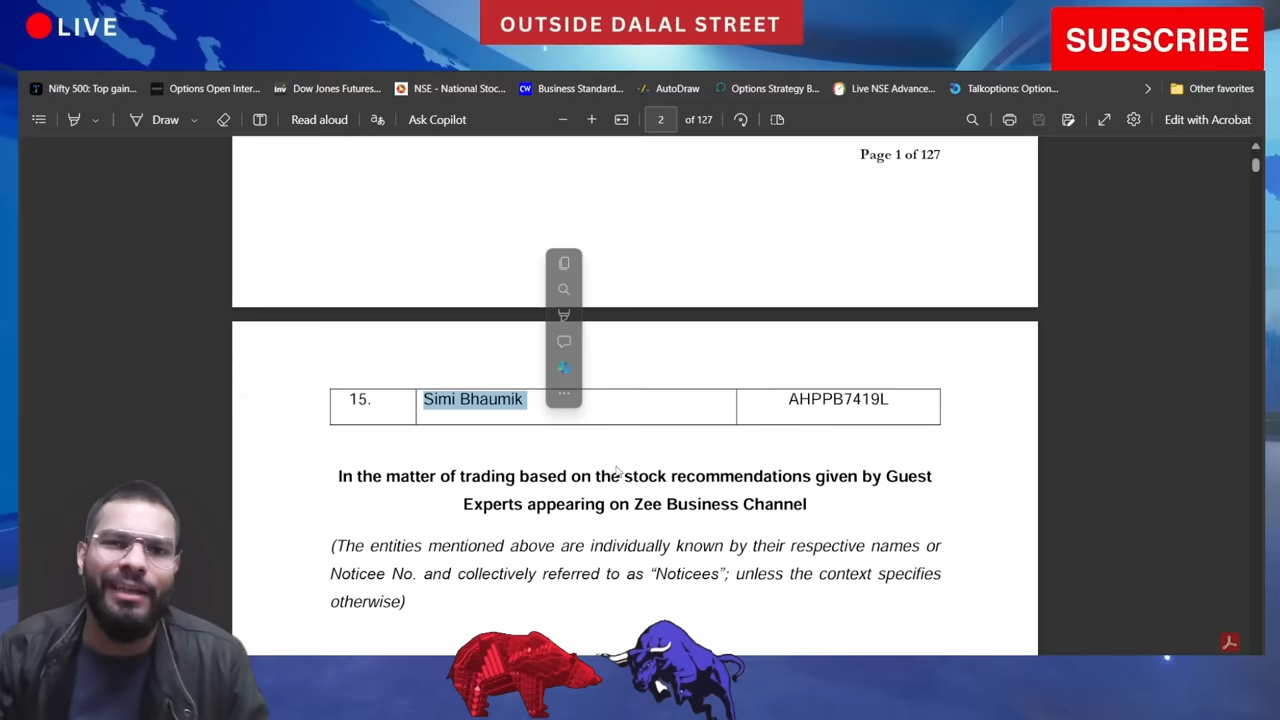 LIVE
OUTSIDE DALAL STREET
SUBSCRIBE
Nifty 500: Top gain...
Options Open Inter...
inv Dow Jones Futures...
NSE - National Stoc...
CW Business Standard...
AutoDraw
Options Strategy B...
Live NSE Advance...
Talkoptions: Option...
Other favorites
Draw
Read aloud
Ask Copilot
2 of 127
Edit with Acrobat
Page 1 of 127
15. Simi Bhaumik AHPPB7419L
In the matter of trading based on the stock recommendations given by Guest
Experts appearing on Zee Business Channel
(The entities mentioned above are individually known by their respective names or
Noticee No. and collectively referred to as “Noticees”; unless the context specifies
otherwise)